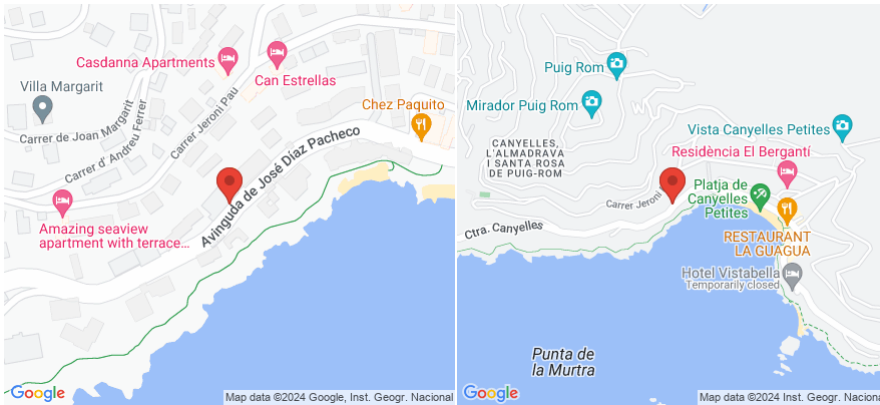 Casdanna Apartments
Can Estrellas
Villa Margarit
Chez Paquito
Carrer de Joan Margarit
Carrer d'Andreu Ferrer
Carrer Jeroni Pau
Avinguda de José Díaz Pacheco
Amazing seaview
apartment with terrace...
Google
Map data ©2024 Google, Inst. Geogr. Nacional
Puig Rom
Mirador Puig Rom
Vista Canyelles Petites
CANYELLES,
L'ALMADRAVA
I SANTA ROSA
DE PUIG-ROM
Residència El Bergantí
Carrer Jeroni
Platja de
Canyelles
Petites
Ctra. Canyelles
RESTAURANT
LA GUAGUA
Hotel Vistabella
Temporarily closed
Punta de
la Murtra
Google
Map data ©2024 Inst. Geogr. Nacional